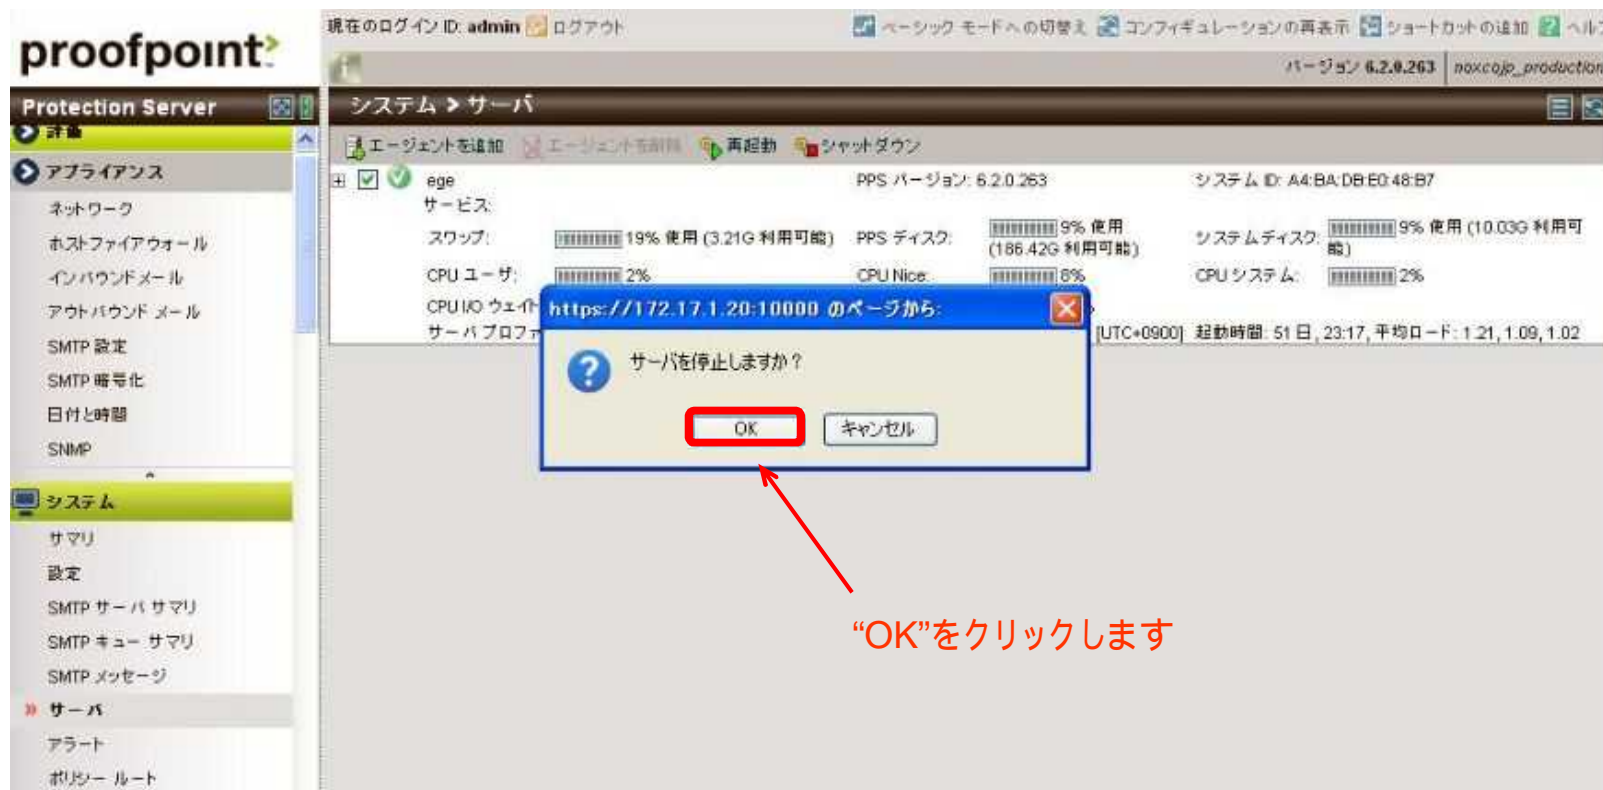 proofpoint
現在のログイン ID: admin ログアウト
ベーシック モードへの切替え コンフィギュレーションの再表示 ショートカットの追加 ヘル
バージョン 6.2.0.263 noxcojp_production
Protection Server
システム > サーバ
評価
エージェントを追加 エージェントを削除 再起動 シャットダウン
アプライアンス
ネットワーク
ホストファイアウォール
インバウンドメール
アウトバウンド メール
SMTP 設定
SMTP 暗号化
日付と時間
SNMP
システム
サマリ
設定
SMTP サーバ サマリ
SMTP キュー サマリ
SMTP メッセージ
サーバ
アラート
ポリシー ルート
ege PPS バージョン: 6.2.0.263 システム ID: A4:BA:DB:E0:48:B7
サービス:
スワップ: 19% 使用 (3.21G 利用可能) PPS ディスク: 9% 使用 (186.42G 利用可能) システムディスク: 9% 使用 (10.03G 利用可能)
CPU ユーザ: 2% CPU Nice: 8% CPU システム: 2%
CPU I/O ウェイト
サーバ プロファ [UTC+0900] 起動時間: 51 日, 23:17, 平均ロード: 1.21, 1.09, 1.02
https://172.17.1.20:10000 のページから:
サーバを停止しますか？
OK キャンセル
“OK”をクリックします